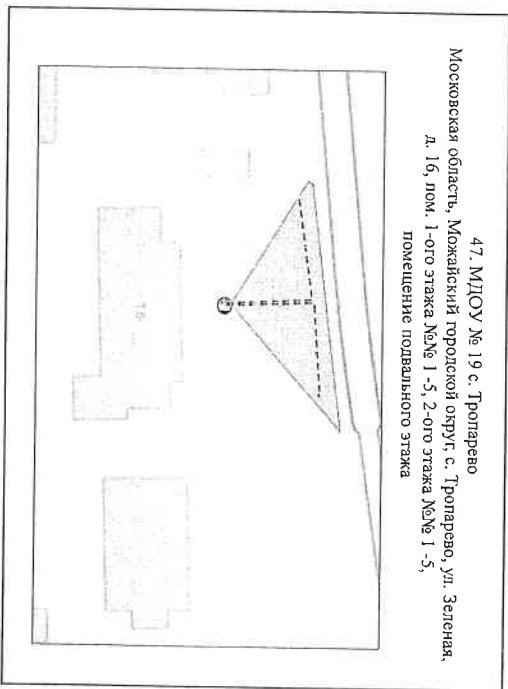 47. МДОУ № 19 с. Тропарево
Московская область, Можайский городской округ, с. Тропарево, ул. Зеленая,
д. 16, пом. 1-ого этажа №№ 1 -5, 2-ого этажа №№ 1 -5,
помещение подвального этажа
16